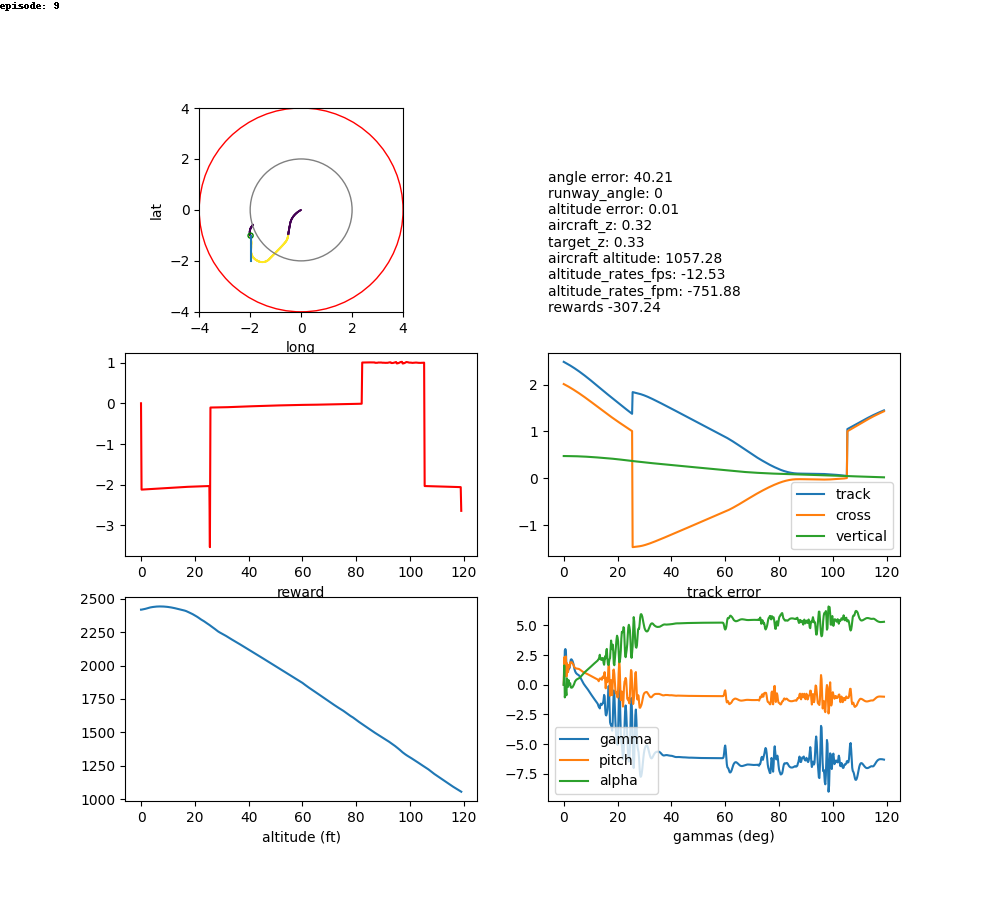 episode: 9
4
2
0
−2
−4
lat
−4 −2 0 2 4
long
angle error: 40.21
runway_angle: 0
altitude error: 0.01
aircraft_z: 0.32
target_z: 0.33
aircraft altitude: 1057.28
altitude_rates_fps: -12.53
altitude_rates_fpm: -751.88
rewards -307.24
1
0
−1
−2
−3
0 20 40 60 80 100 120
reward
2
1
0
−1
track
cross
vertical
0 20 40 60 80 100 120
track error
2500
2250
2000
1750
1500
1250
1000
0 20 40 60 80 100 120
altitude (ft)
5.0
2.5
0.0
−2.5
−5.0
−7.5
gamma
pitch
alpha
0 20 40 60 80 100 120
gammas (deg)